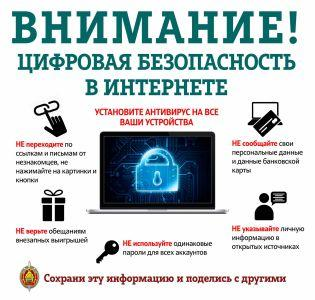 ВНИМАНИЕ!
ЦИФРОВАЯ БЕЗОПАСНОСТЬ
В ИНТЕРНЕТЕ
УСТАНОВИТЕ АНТИВИРУС НА ВСЕ
ВАШИ УСТРОЙСТВА
НЕ переходите по
ссылкам и письмам от
незнакомцев, не
нажимайте на картинки и
кнопки
НЕ сообщайте свои
персональные данные
и данные банковской
карты
НЕ верьте обещаниям
внезапных выигрышей
НЕ используйте одинаковые
пароли для всех аккаунтов
НЕ указывайте личную
информацию в
открытых источниках
Сохрани эту информацию и поделись с другими